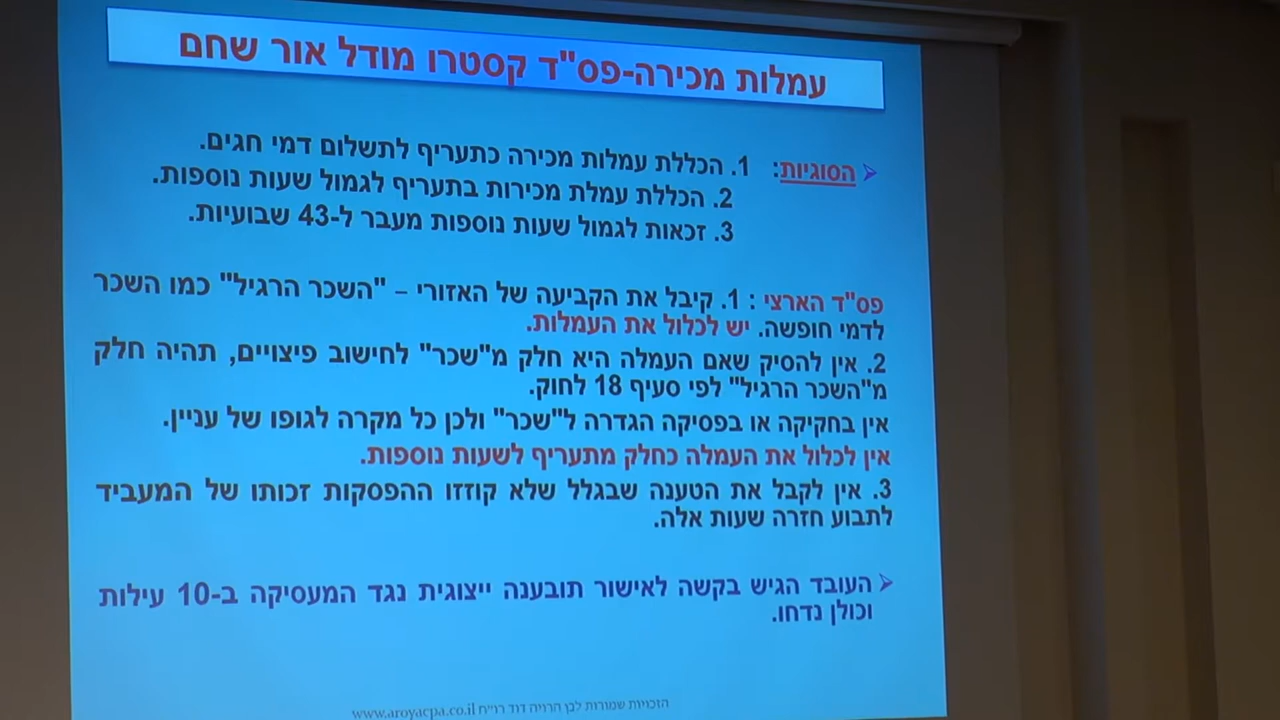 עמלות מכירה-פס"ד קסטרו מודל אור שחם
הסוגיות: 1. הכללת עמלות מכירה כתעריף לתשלום דמי חגים.
2. הכללת עמלת מכירות בתעריף לגמול שעות נוספות.
3. זכאות לגמול שעות נוספות מעבר ל-43 שבועיות.
פס"ד הארצי : 1. קיבל את הקביעה של האזורי – "השכר הרגיל" כמו השכר
לדמי חופשה. יש לכלול את העמלות.
2. אין להסיק שאם העמלה היא חלק מ"שכר" לחישוב פיצויים, תהיה חלק
מ"השכר הרגיל" לפי סעיף 18 לחוק.
אין בחקיקה או בפסיקה הגדרה ל"שכר" ולכן כל מקרה לגופו של עניין.
אין לכלול את העמלה כחלק מתעריף לשעות נוספות.
3. אין לקבל את הטענה שבגלל שלא קוזזו ההפסקות זכותו של המעביד
לתבוע חזרה שעות אלה.
העובד הגיש בקשה לאישור תובענה ייצוגית נגד המעסיקה ב-10 עילות
וכולן נדחו.
הזכויות שמורות לבן הרויה דוד רו"ח www.aroyacpa.co.il